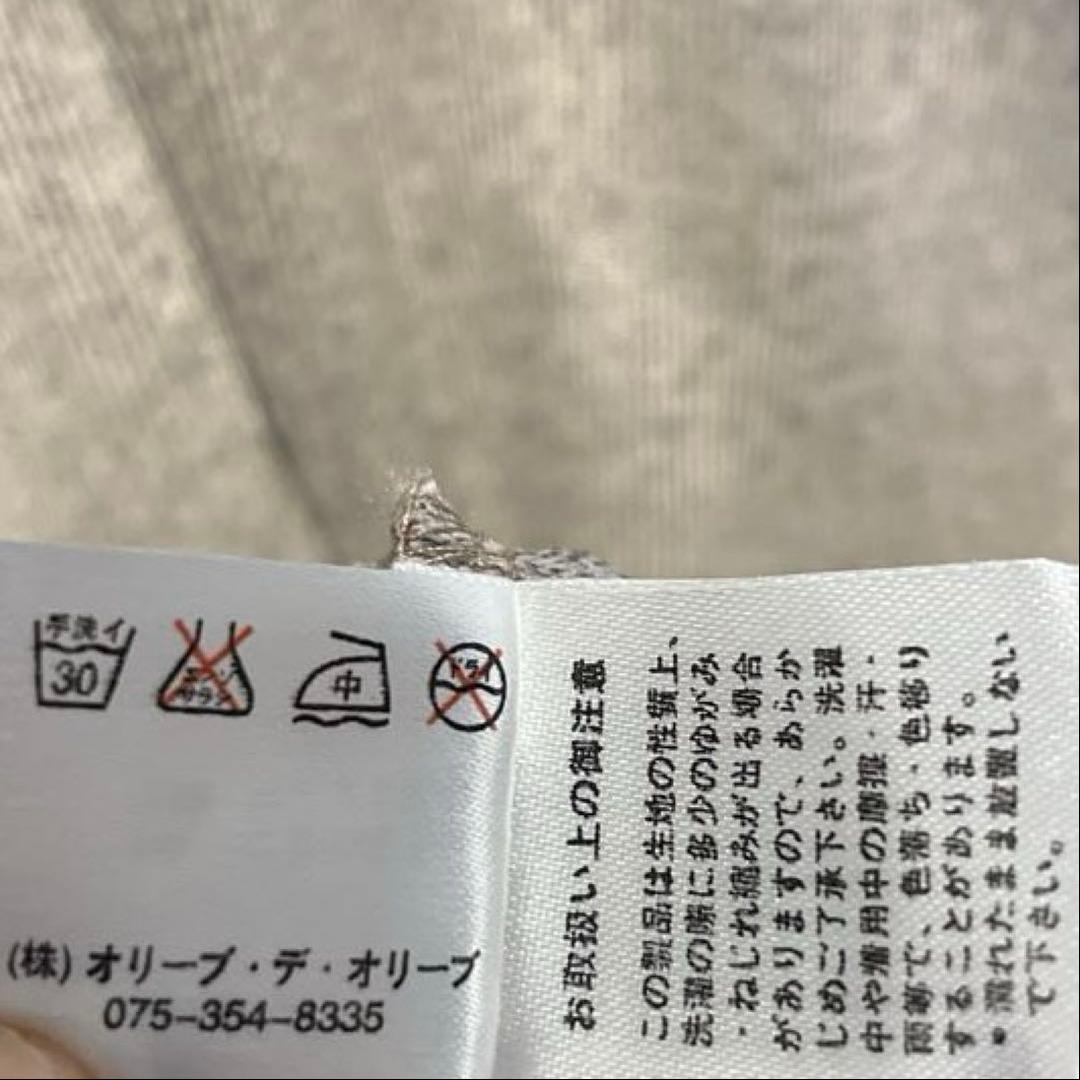 手洗イ
30
エンソ
サラシ
中
ドライ
(株) オリーブ・デ・オリーブ
075-354-8335
お取扱い上の御注意
この製品は生地の性質上、
洗濯の際に多少のゆがみ
・ねじれ縮みが出る場合
がありますので、あらか
じめご了承下さい。洗濯
中や着用中の摩擦・汗・
雨等で、色落ち・色移り
することがあります。
• 濡れたまま放置しない
で下さい。